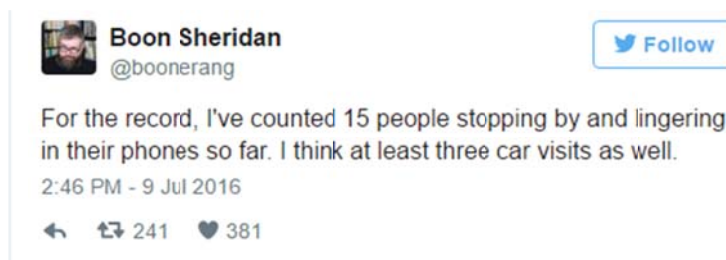 Boon Sheridan
@boonerang
Follow
For the record, I've counted 15 people stopping by and lingering
in their phones so far. I think at least three car visits as well.
2:46 PM - 9 Jul 2016
241 381